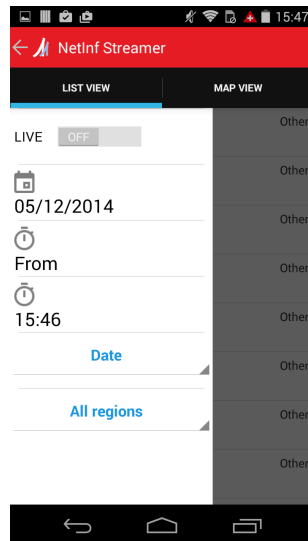 15:47
NetInf Streamer
LIST VIEW
MAP VIEW
LIVE OFF
05/12/2014
From
15:46
Date
All regions
Other
Other
Other
Other
Other
Other
Other
Other